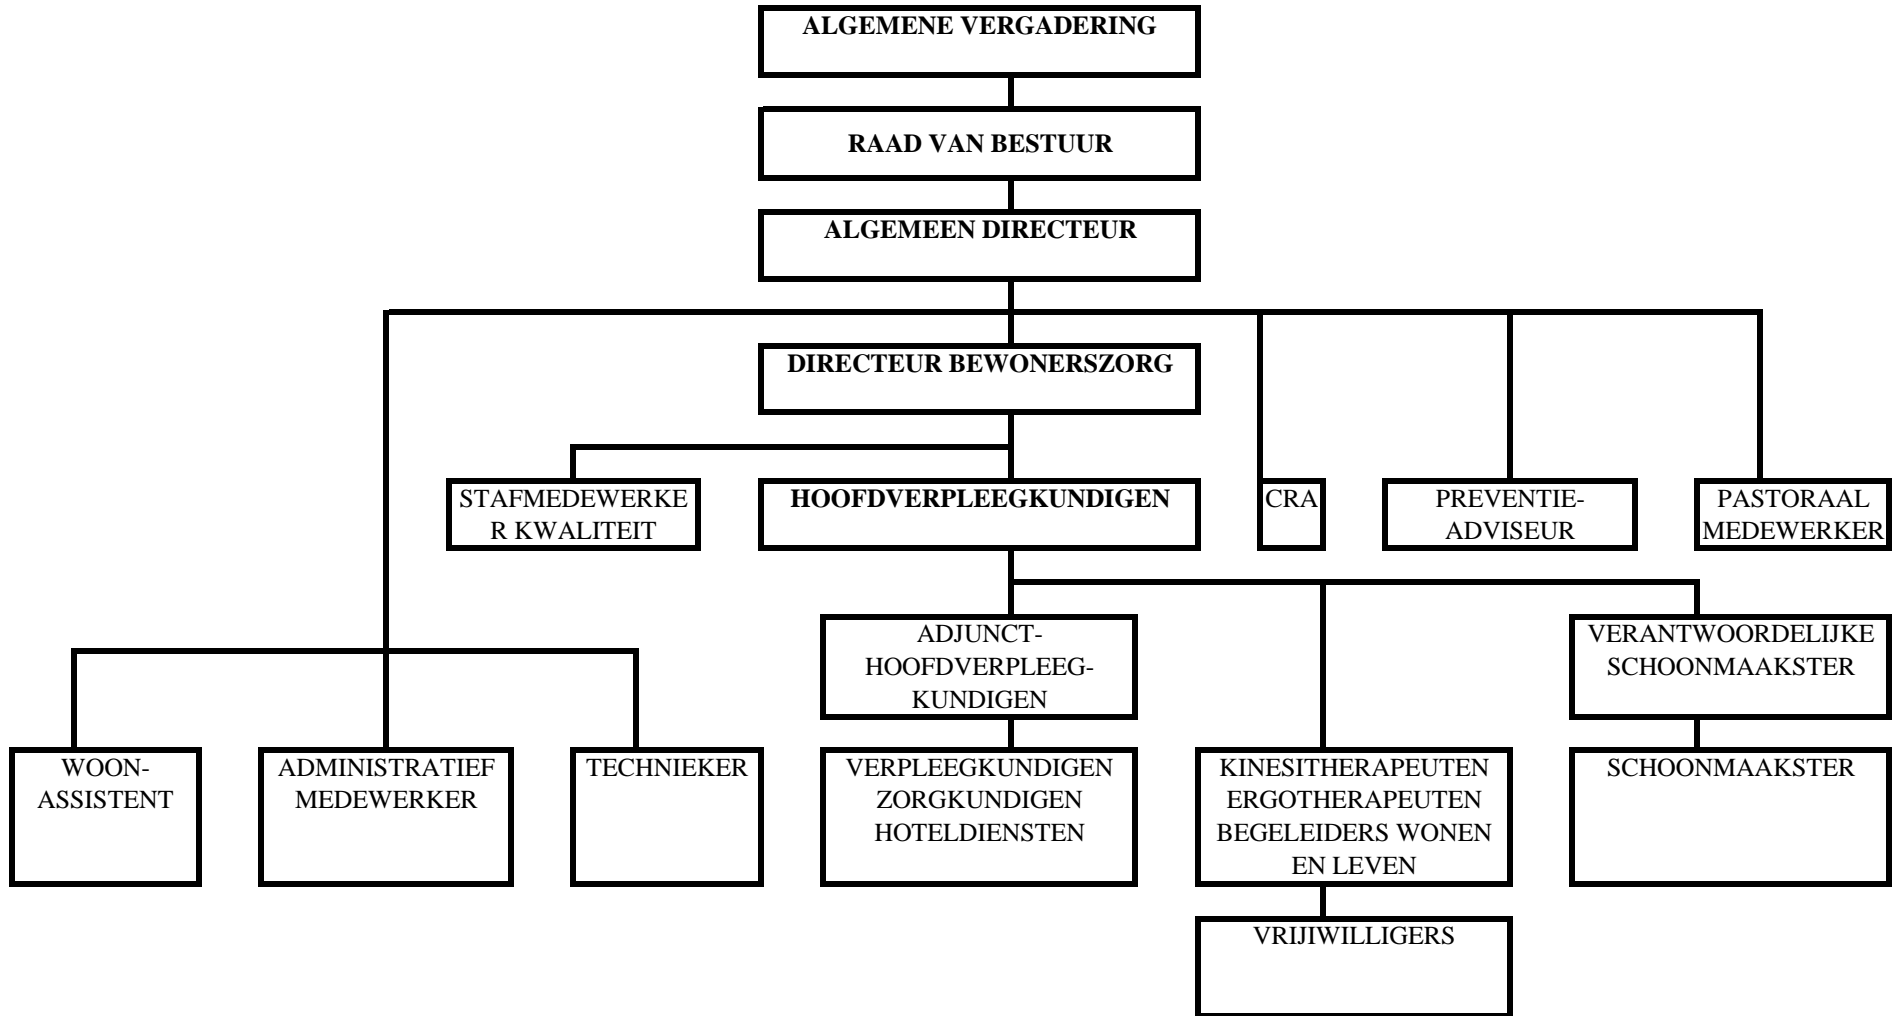 ALGEMENE VERGADERING
RAAD VAN BESTUUR
ALGEMEEN DIRECTEUR
DIRECTEUR BEWONERSZORG
STAFMEDEWERKE
R KWALITEIT
HOOFDVERPLEEGKUNDIGEN
CRA
PREVENTIE-
ADVISEUR
PASTORAAL
MEDEWERKER
ADJUNCT-
HOOFDVERPLEEG-
KUNDIGEN
VERANTWOORDELIJKE
SCHOONMAAKSTER
WOON-
ASSISTENT
ADMINISTRATIEF
MEDEWERKER
TECHNIEKER
VERPLEEGKUNDIGEN
ZORGKUNDIGEN
HOTELDIENSTEN
KINESITHERAPEUTEN
ERGOTHERAPEUTEN
BEGELEIDERS WONEN
EN LEVEN
SCHOONMAAKSTER
VRIJIWILLIGERS